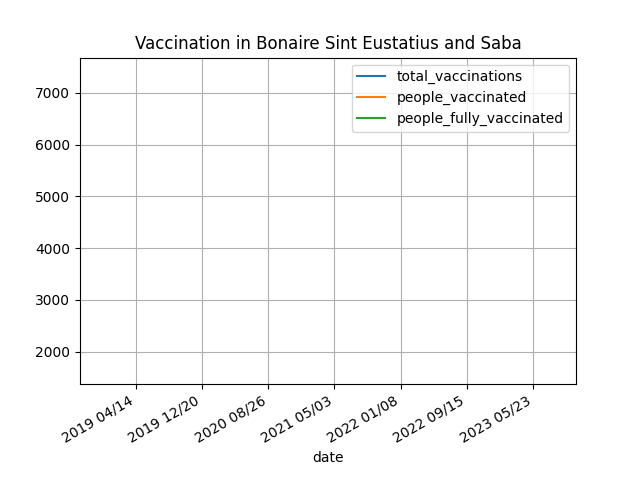 Vaccination in Bonaire Sint Eustatius and Saba
total_vaccinations
people_vaccinated
people_fully_vaccinated
7000
6000
5000
4000
3000
2000
2019 04/14
2019 12/20
2020 08/26
2021 05/03
2022 01/08
2022 09/15
2023 05/23
date